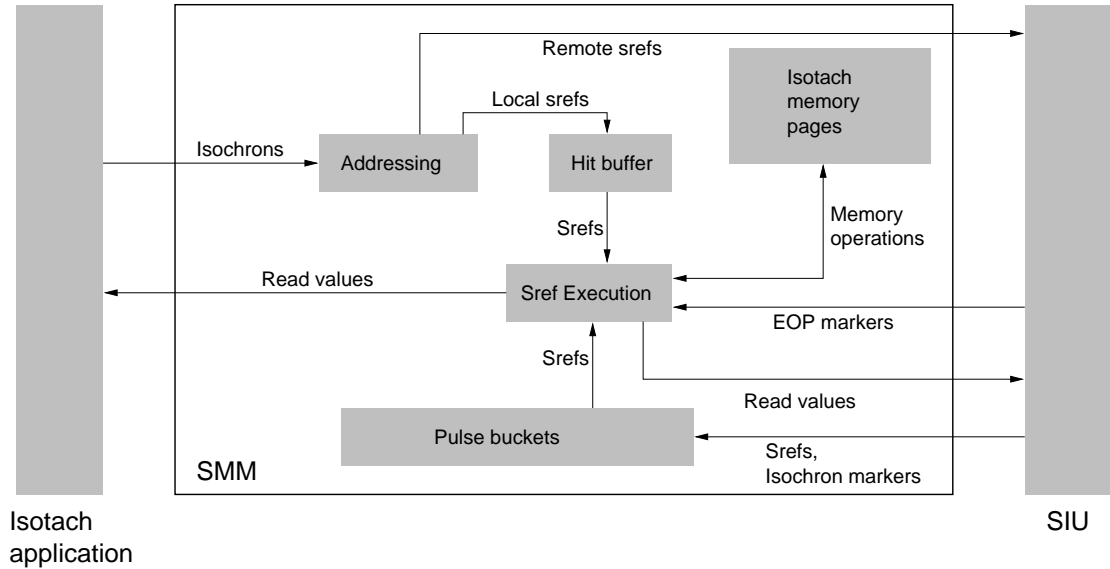 Remote srefs
Isotach
memory
pages
Local srefs
Isochrons
Addressing
Hit buffer
Memory
operations
Srefs
Read values
Sref Execution
EOP markers
Srefs
Read values
Pulse buckets
Srefs,
Isochron markers
SMM
Isotach
application
SIU